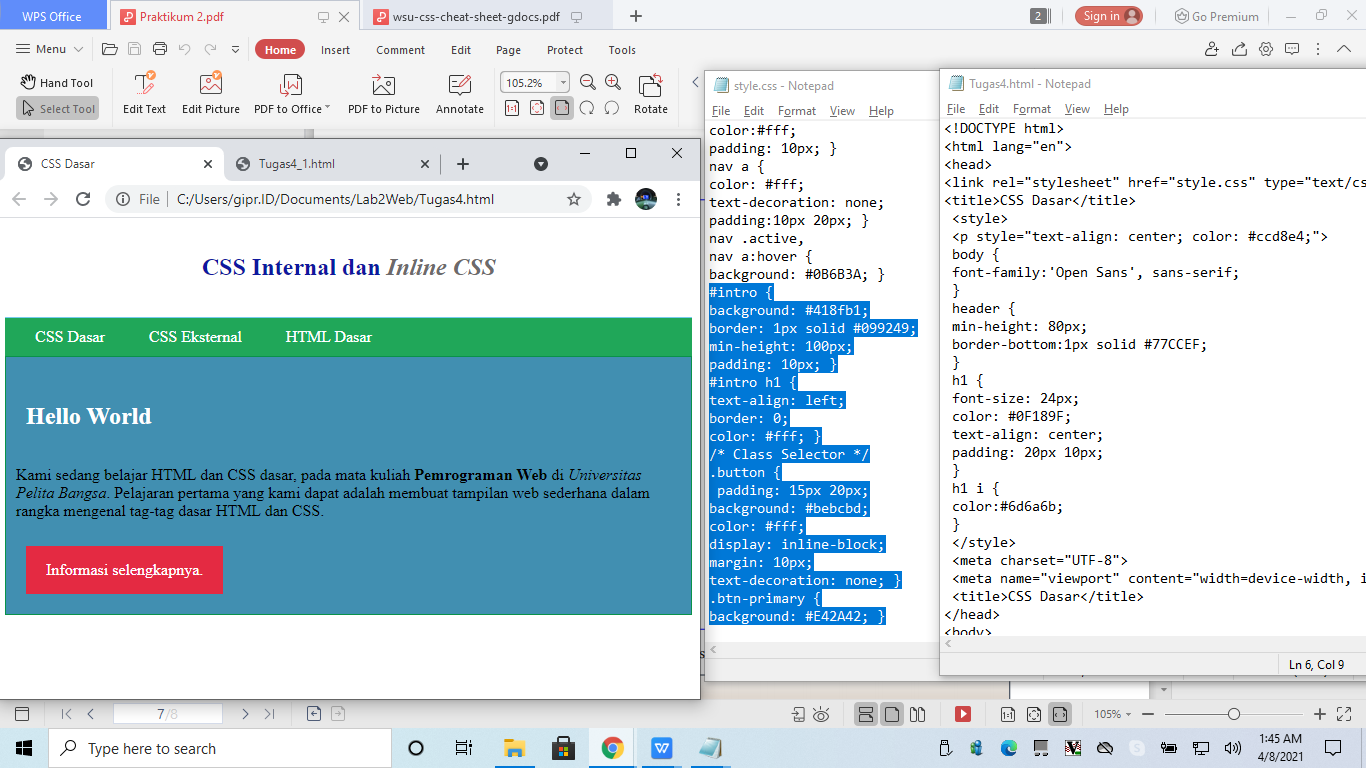 WPS Office
Praktikum 2.pdf
wsu-css-cheat-sheet-gdocs.pdf
2
Sign in
Go Premium
Menu
Home
Insert
Comment
Edit
Page
Protect
Tools
Hand Tool
Select Tool
Edit Text
Edit Picture
PDF to Office
PDF to Picture
Annotate
105.2%
1:1
Rotate
CSS Dasar
Tugas4_1.html
File
C:/Users/gipr.ID/Documents/Lab2Web/Tugas4.html
CSS Internal dan Inline CSS
CSS Dasar
CSS Eksternal
HTML Dasar
Hello World
Kami sedang belajar HTML dan CSS dasar, pada mata kuliah Pemrograman Web di Universitas
Pelita Bangsa. Pelajaran pertama yang kami dapat adalah membuat tampilan web sederhana dalam
rangka mengenal tag-tag dasar HTML dan CSS.
Informasi selengkapnya.
style.css - Notepad
File Edit Format View Help
color:#fff;
padding: 10px; }
nav a {
color: #fff;
text-decoration: none;
padding:10px 20px; }
nav .active,
nav a:hover {
background: #0B6B3A; }
#intro {
background: #418fb1;
border: 1px solid #099249;
min-height: 100px;
padding: 10px; }
#intro h1 {
text-align: left;
border: 0;
color: #fff; }
/* Class Selector */
.button {
padding: 15px 20px;
background: #bebcbd;
color: #fff;
display: inline-block;
margin: 10px;
text-decoration: none; }
.btn-primary {
background: #E42A42; }
Tugas4.html - Notepad
File Edit Format View Help
<!DOCTYPE html>
<html lang="en">
<head>
<link rel="stylesheet" href="style.css" type="text/cs
<title>CSS Dasar</title>
<style>
<p style="text-align: center; color: #ccd8e4;">
body {
font-family:'Open Sans', sans-serif;
}
header {
min-height: 80px;
border-bottom:1px solid #77CCEF;
}
h1 {
font-size: 24px;
color: #0F189F;
text-align: center;
padding: 20px 10px;
}
h1 i {
color:#6d6a6b;
}
</style>
<meta charset="UTF-8">
<meta name="viewport" content="width=device-width, i
<title>CSS Dasar</title>
</head>
<body>
Ln 6, Col 9
7/8
1:1
105%
Type here to search
1:45 AM
4/8/2021